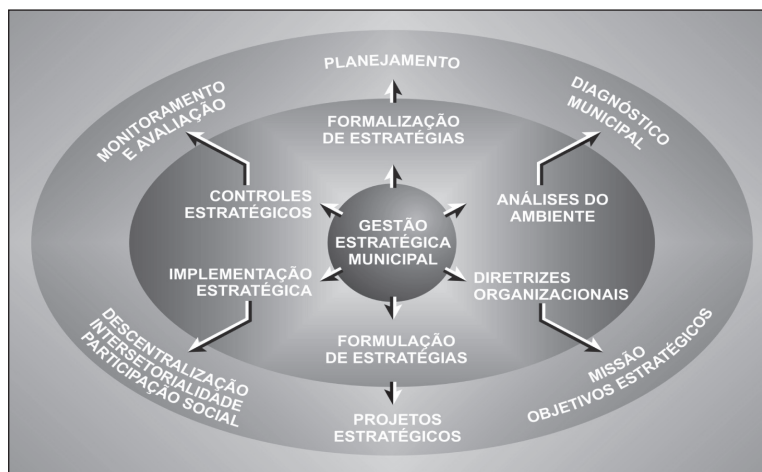 PLANEJAMENTO
MONITORAMENTO
E AVALIAÇÃO
DIAGNÓSTICO
MUNICIPAL
FORMALIZAÇÃO
DE ESTRATÉGIAS
CONTROLES
ESTRATÉGICOS
ANÁLISES DO
AMBIENTE
GESTÃO
ESTRATÉGICA
MUNICIPAL
IMPLEMENTAÇÃO
ESTRATÉGICA
DIRETRIZES
ORGANIZACIONAIS
FORMULAÇÃO
DE ESTRATÉGIAS
DESCENTRALIZAÇÃO
INTERSETORIALIDADE
PARTICIPAÇÃO SOCIAL
MISSÃO
OBJETIVOS ESTRATÉGICOS
PROJETOS
ESTRATÉGICOS